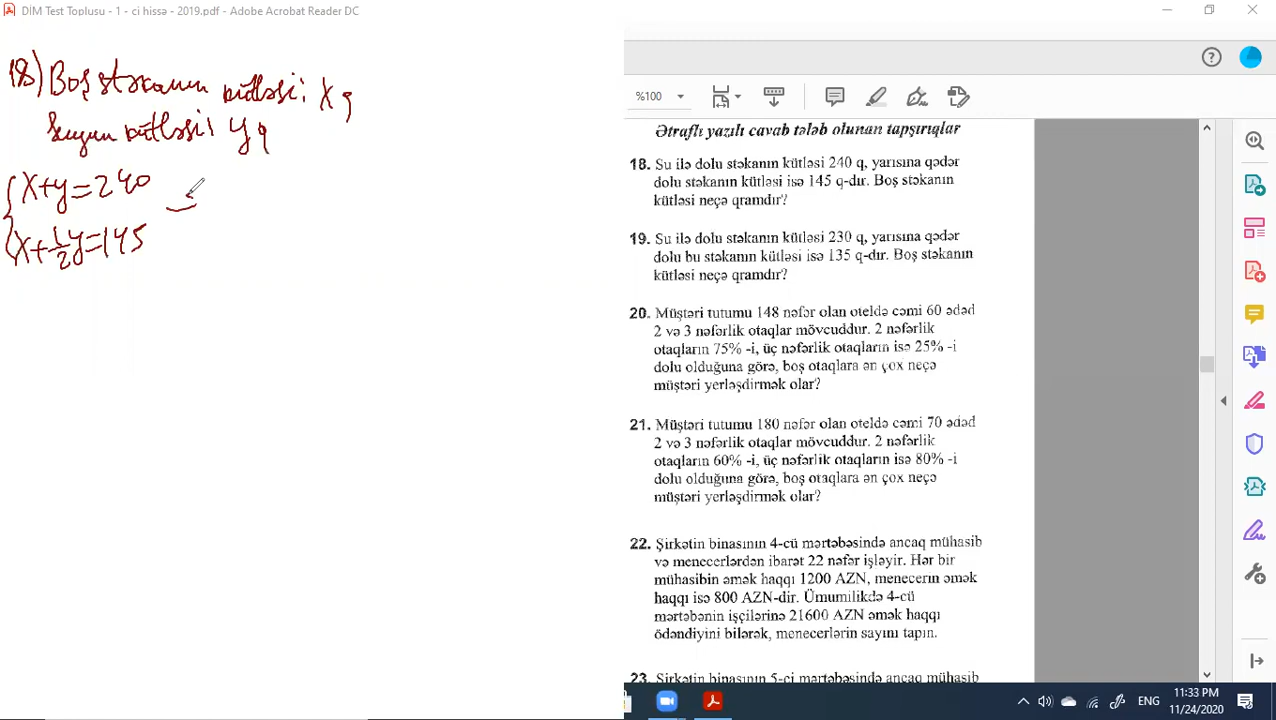 DİM Test Toplusu - 1 - ci hissə - 2019.pdf - Adobe Acrobat Reader DC
18) Boş stəkanın kütləsi: x q
Suyun kütləsi: y q
x+y=240
x+1/2y=145
%100
Ətraflı yazılı cavab tələb olunan tapşırıqlar
18. Su ilə dolu stəkanın kütləsi 240 q, yarısına qədər
dolu stəkanın kütləsi isə 145 q-dır. Boş stəkanın
kütləsi neçə qramdır?
19. Su ilə dolu stəkanın kütləsi 230 q, yarısına qədər
dolu bu stəkanın kütləsi isə 135 q-dır. Boş stəkanın
kütləsi neçə qramdır?
20. Müştəri tutumu 148 nəfər olan oteldə cəmi 60 ədəd
2 və 3 nəfərlik otaqlar mövcuddur. 2 nəfərlik
otaqların 75% -i, üç nəfərlik otaqların isə 25% -i
dolu olduğuna görə, boş otaqlara ən çox neçə
müştəri yerləşdirmək olar?
21. Müştəri tutumu 180 nəfər olan oteldə cəmi 70 ədəd
2 və 3 nəfərlik otaqlar mövcuddur. 2 nəfərlik
otaqların 60% -i, üç nəfərlik otaqların isə 80% -i
dolu olduğuna görə, boş otaqlara ən çox neçə
müştəri yerləşdirmək olar?
22. Şirkətin binasının 4-cü mərtəbəsində ancaq mühasib
və menecerlərdən ibarət 22 nəfər işləyir. Hər bir
mühasibin əmək haqqı 1200 AZN, menecerin əmək
haqqı isə 800 AZN-dir. Ümumilikdə 4-cü
mərtəbənin işçilərinə 21600 AZN əmək haqqı
ödəndiyini bilərək, menecerlərin sayını tapın.
23. Şirkətin binasının 5-ci mərtəbəsində ancaq mühasib
ENG
11:33 PM
11/24/2020